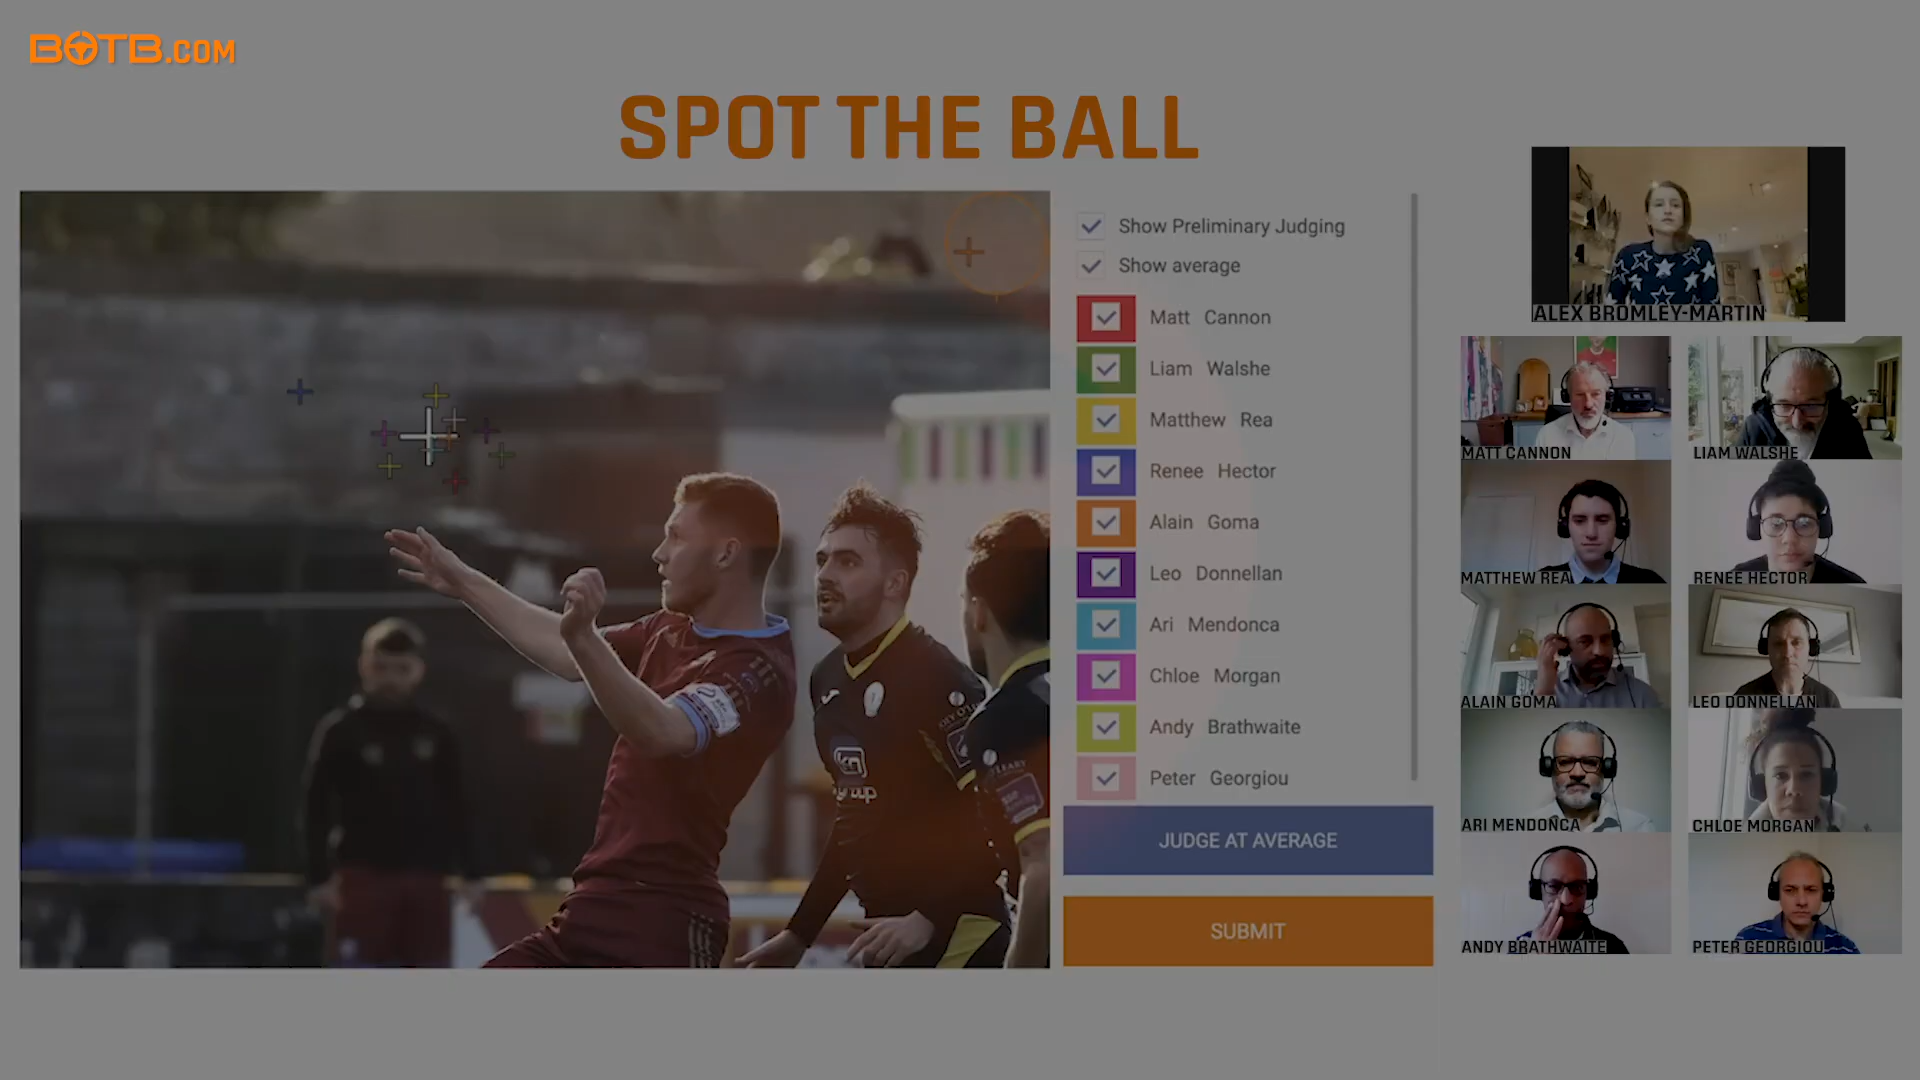 BOTB.COM
SPOT THE BALL
Show Preliminary Judging
Show average
Matt Cannon
Liam Walshe
Matthew Rea
Renee Hector
Alain Goma
Leo Donnellan
Ari Mendonca
Chloe Morgan
Andy Brathwaite
Peter Georgiou
JUDGE AT AVERAGE
SUBMIT
ALEX BROMLEY-MARTIN
MATT CANNON
LIAM WALSHE
MATTHEW REA
RENEE HECTOR
ALAIN GOMA
LEO DONNELLAN
ARI MENDONCA
CHLOE MORGAN
ANDY BRATHWAITE
PETER GEORGIOU